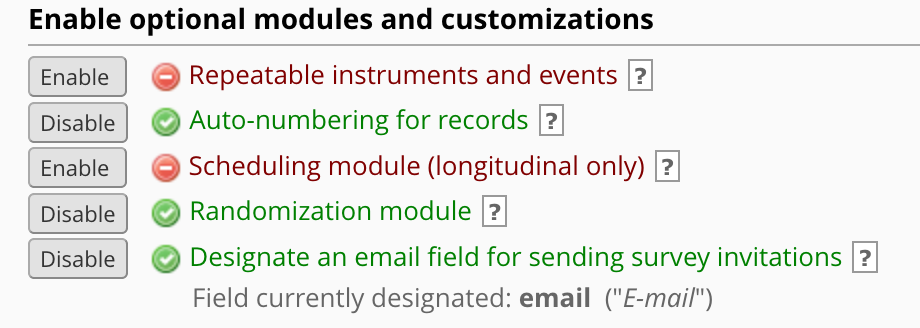 Enable optional modules and customizations
Enable Repeatable instruments and events ?
Disable Auto-numbering for records ?
Enable Scheduling module (longitudinal only) ?
Disable Randomization module ?
Disable Designate an email field for sending survey invitations ?
Field currently designated: email ("E-mail")